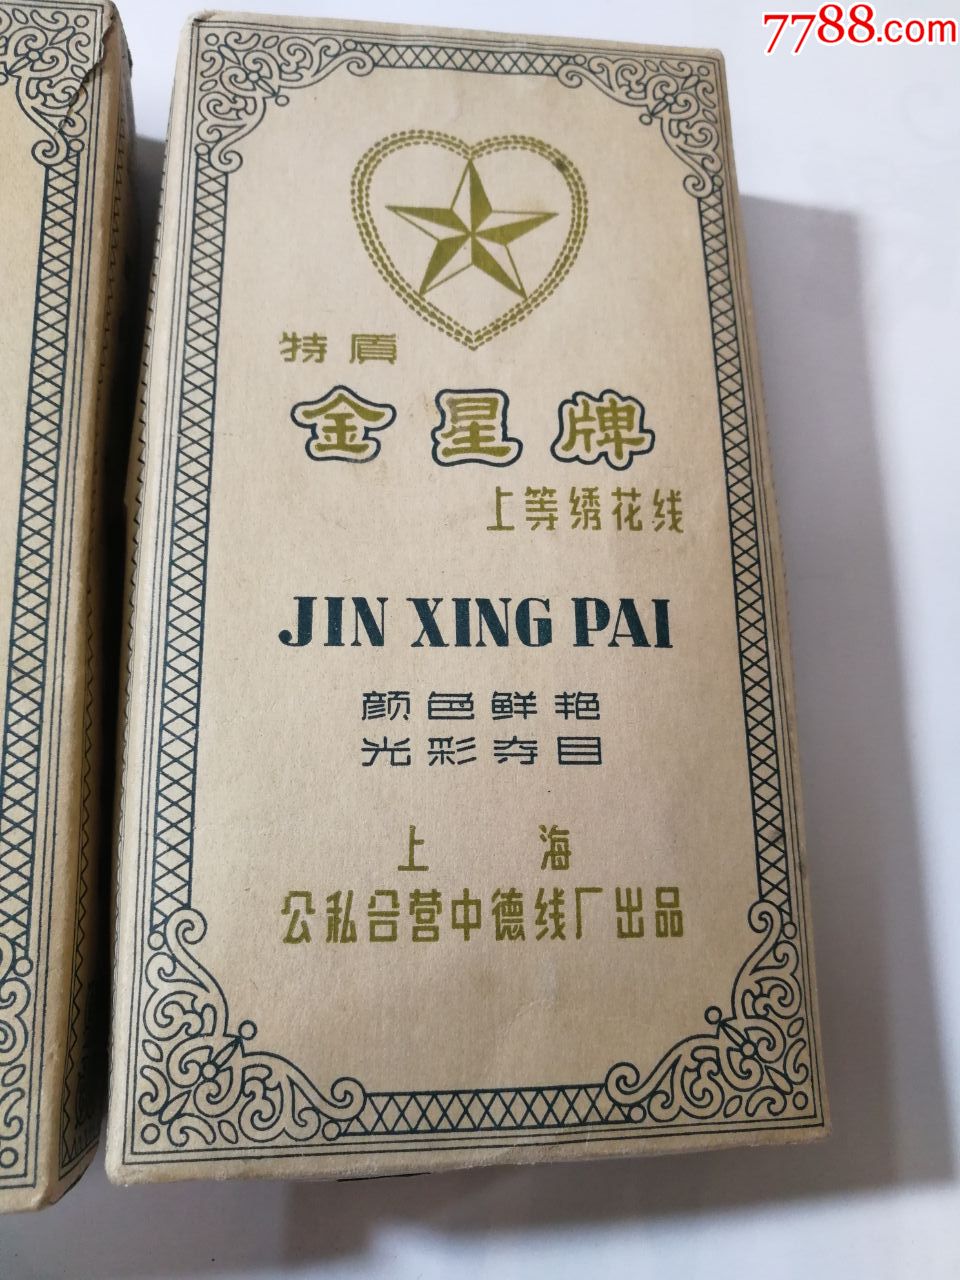 7788.com
特質
金星牌
上等绣花线
JIN XING PAI
颜色鲜艳
光彩夺目
上海
公私合营中德线厂出品